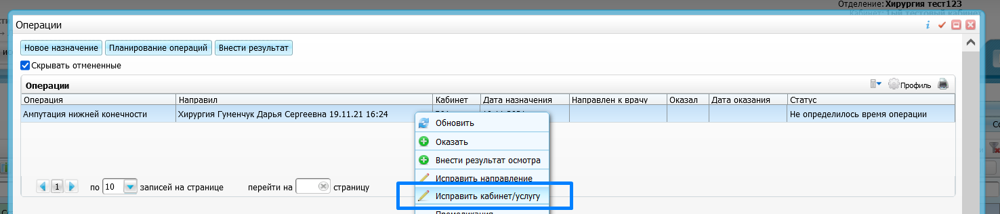 Отделение: Хирургия тест123
Кабинет: Тый тестовый кабинет
Операции
Новое назначение Планирование операций Внести результат
Скрывать отмененные
Операции Профиль
Операция Направил Кабинет Дата назначения Направлен к врачу Оказал Дата оказания Статус
Ампутация нижней конечности Хирургия Гуменчук Дарья Сергеевна 19.11.21 16:24 Не определилось время операции
Обновить
Оказать
Внести результат осмотра
Исправить направление
Исправить кабинет/услугу
Премедикация
1 по 10 записей на странице перейти на страницу